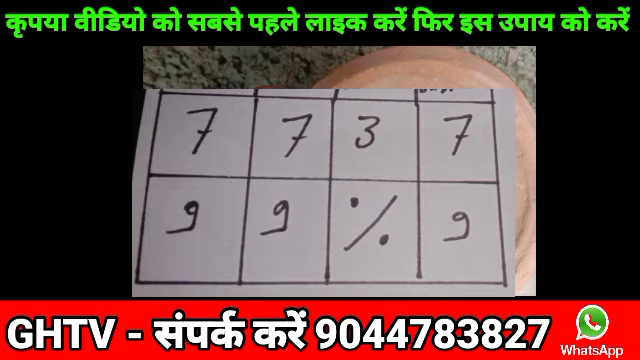 कृपया वीडियो को सबसे पहले लाइक करें फिर इस उपाय को करें
7 7 3 7
9 9 % 9
GHTV - संपर्क करें 9044783827
WhatsApp